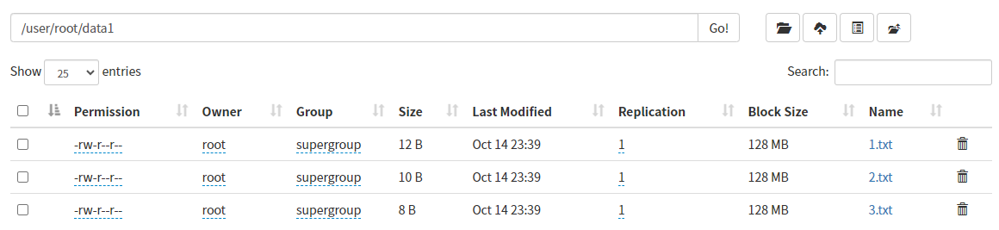 /user/root/data1 Go!
Show 25 entries Search:
Permission Owner Group Size Last Modified Replication Block Size Name
-rw-r--r-- root supergroup 12 B Oct 14 23:39 1 128 MB 1.txt
-rw-r--r-- root supergroup 10 B Oct 14 23:39 1 128 MB 2.txt
-rw-r--r-- root supergroup 8 B Oct 14 23:39 1 128 MB 3.txt